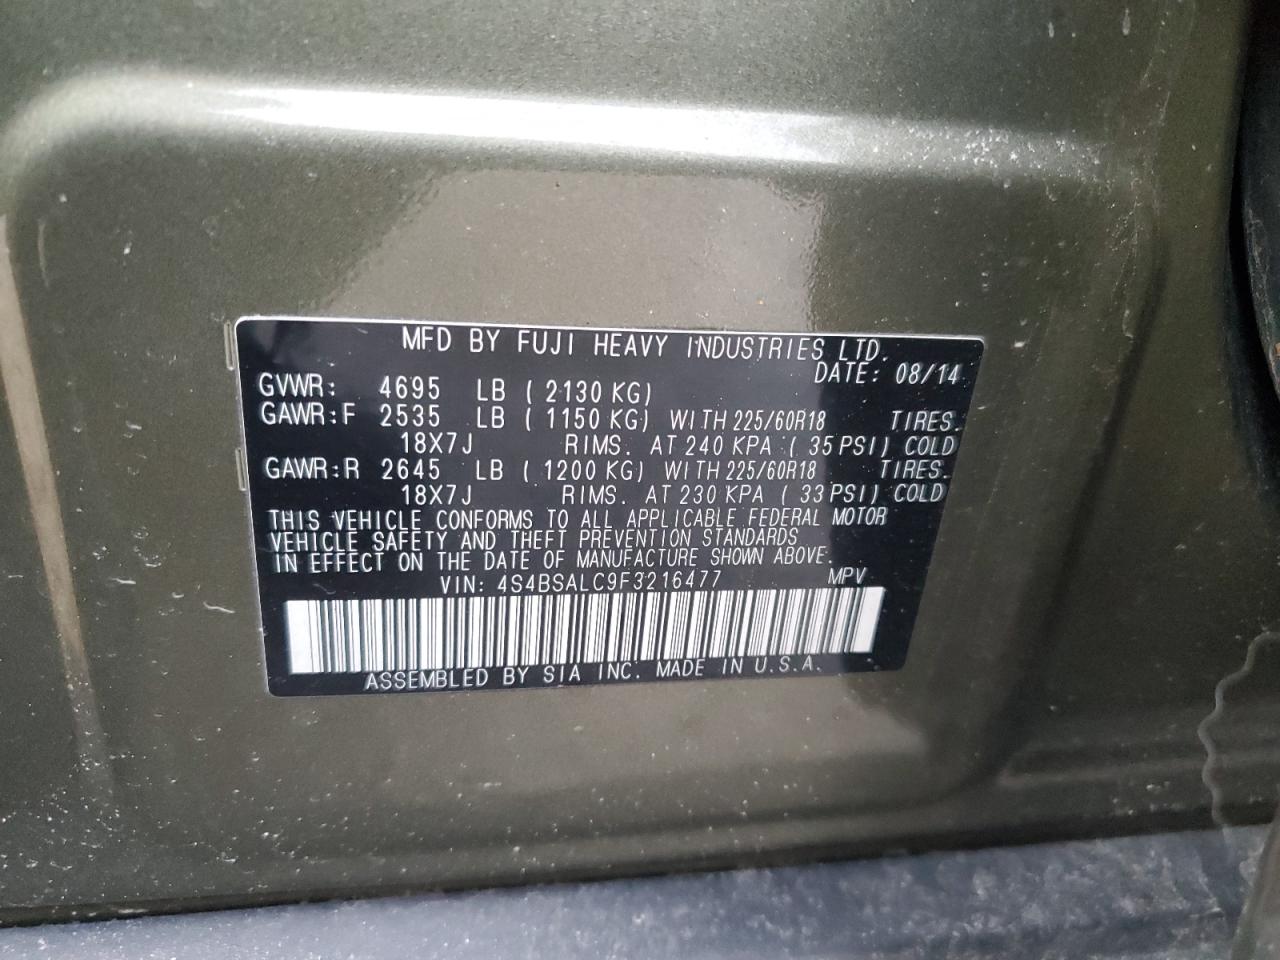 MFD BY FUJI HEAVY INDUSTRIES LTD.
DATE: 08/14
GVWR: 4695 LB ( 2130 KG)
GAWR:F 2535 LB ( 1150 KG) WITH 225/60R18 TIRES.
18X7J RIMS. AT 240 KPA ( 35 PSI) COLD
GAWR:R 2645 LB ( 1200 KG) WITH 225/60R18 TIRES.
18X7J RIMS. AT 230 KPA ( 33 PSI) COLD
THIS VEHICLE CONFORMS TO ALL APPLICABLE FEDERAL MOTOR
VEHICLE SAFETY AND THEFT PREVENTION STANDARDS
IN EFFECT ON THE DATE OF MANUFACTURE SHOWN ABOVE.
VIN: 4S4BSALC9F3216477 MPV
ASSEMBLED BY SIA INC. MADE IN U.S.A.